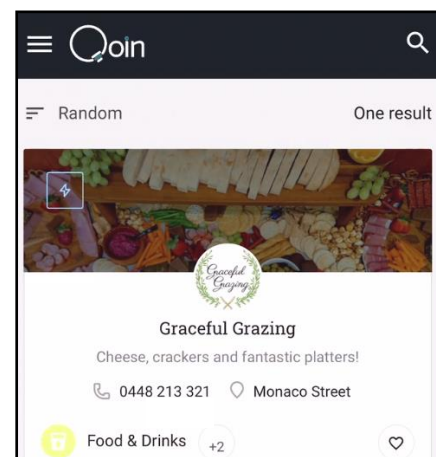 Qoin
Random One result
Graceful
Grazing
Graceful Grazing
Cheese, crackers and fantastic platters!
0448 213 321 Monaco Street
Food & Drinks +2